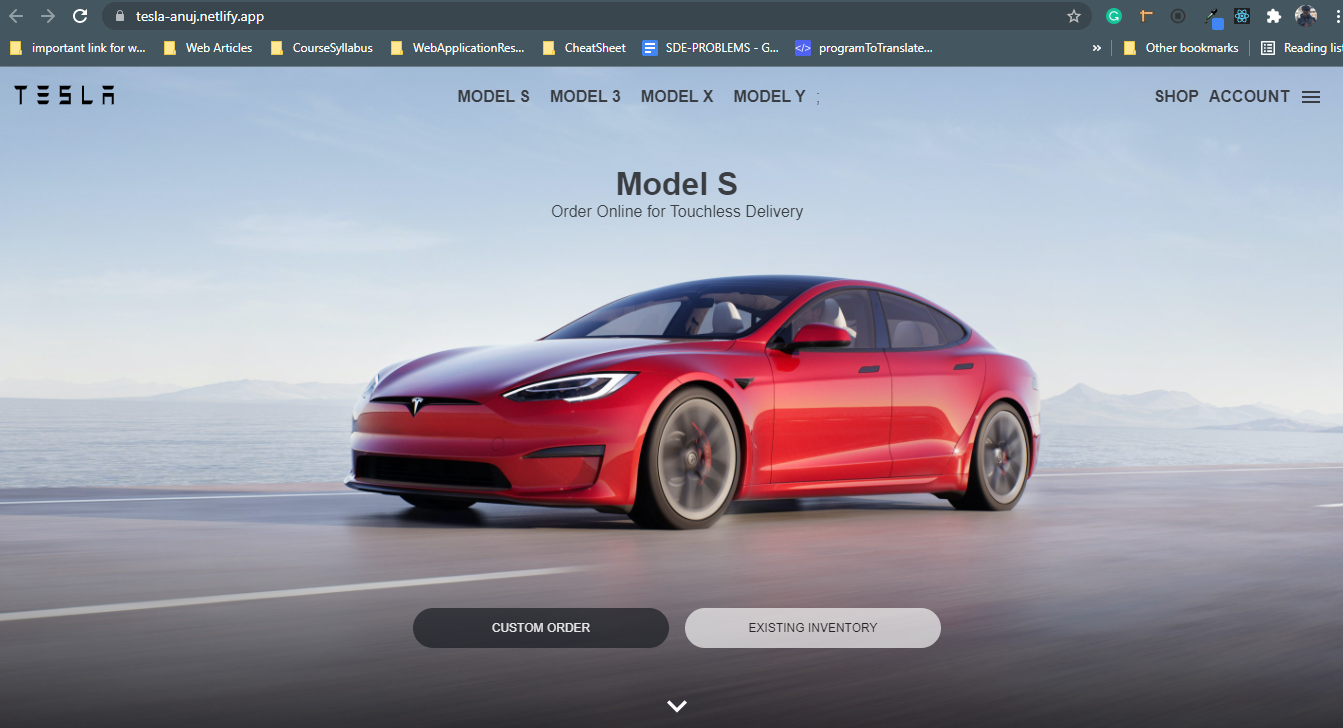 tesla-anuj.netlify.app
important link for w... Web Articles CourseSyllabus WebApplicationRes... CheatSheet SDE-PROBLEMS - G... programToTranslate... » Other bookmarks Reading list
TESLA MODEL S MODEL 3 MODEL X MODEL Y ; SHOP ACCOUNT
Model S
Order Online for Touchless Delivery
CUSTOM ORDER EXISTING INVENTORY